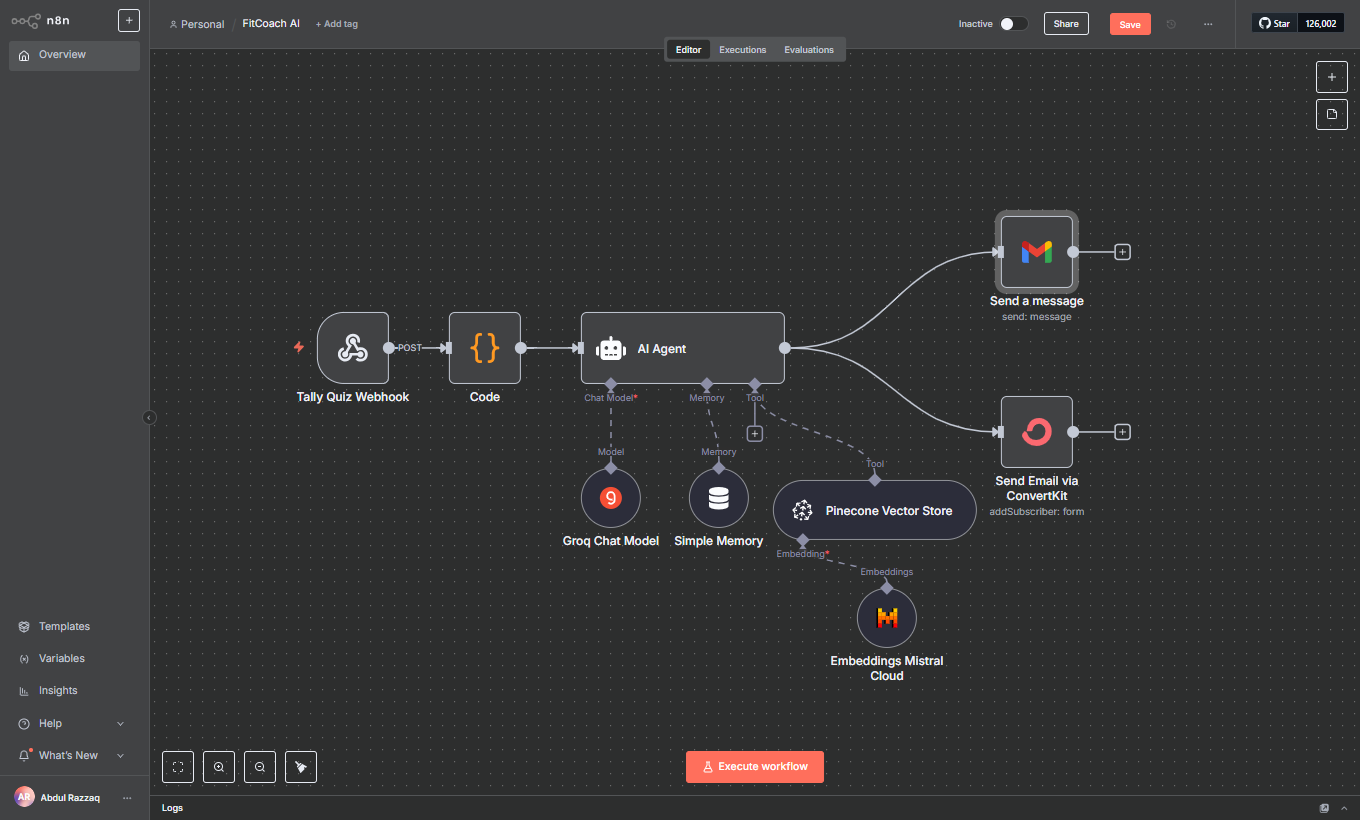 n8n
+
Personal / FitCoach AI + Add tag
Inactive
Share
Save
...
Star 126,002
Editor Executions Evaluations
Overview
Send a message
send: message
POST
AI Agent
Tally Quiz Webhook
Code
Chat Model*
Memory
Tool
Model
Memory
Tool
Pinecone Vector Store
Send Email via
ConvertKit
addSubscriber: form
Groq Chat Model
Simple Memory
Embedding*
Embeddings
Embeddings Mistral
Cloud
Templates
Variables
Insights
Help
What's New
AR Abdul Razzaq ...
Execute workflow
Logs